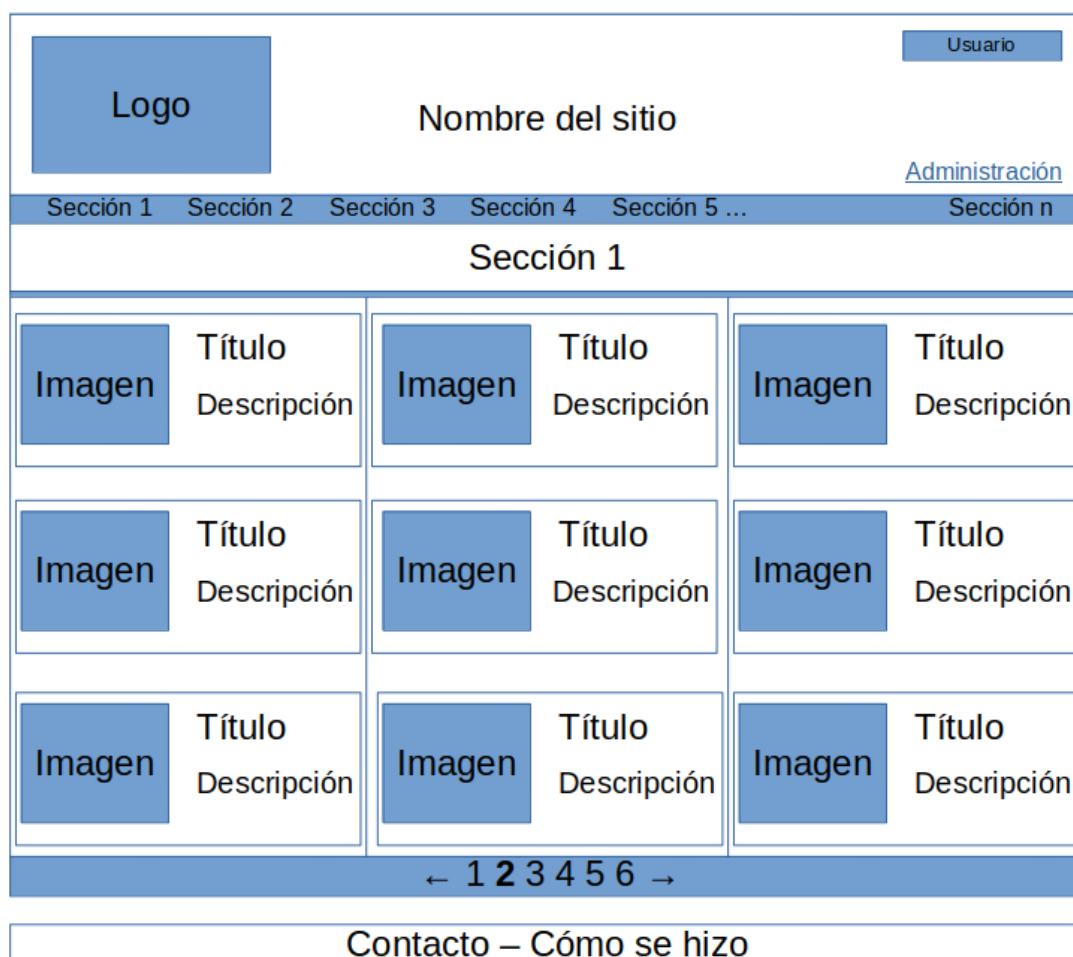 Usuario
Logo
Nombre del sitio
Administración
Sección 1 Sección 2 Sección 3 Sección 4 Sección 5 ... Sección n
Sección 1
Imagen Título Descripción
Imagen Título Descripción
Imagen Título Descripción
Imagen Título Descripción
Imagen Título Descripción
Imagen Título Descripción
Imagen Título Descripción
Imagen Título Descripción
Imagen Título Descripción
← 1 2 3 4 5 6 →
Contacto – Cómo se hizo